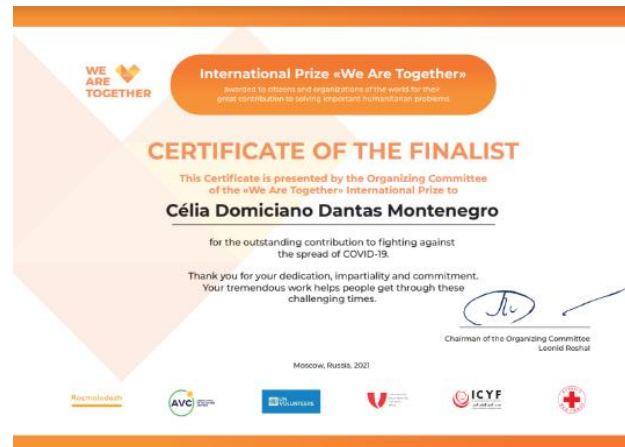 WE
ARE
TOGETHER
International Prize «We Are Together»
awarded to citizens and organizations of the world for their
great contribution to solving important humanitarian problems
CERTIFICATE OF THE FINALIST
This Certificate is presented by the Organizing Committee
of the «We Are Together» International Prize to
Célia Domiciano Dantas Montenegro
for the outstanding contribution to fighting against
the spread of COVID-19.
Thank you for your dedication, impartiality and commitment.
Your tremendous work helps people get through these
challenging times.
Chairman of the Organizing Committee
Leonid Roshal
Moscow, Russia, 2021
Rosmolodezh
AVC
UN
VOLUNTEERS
ICYF